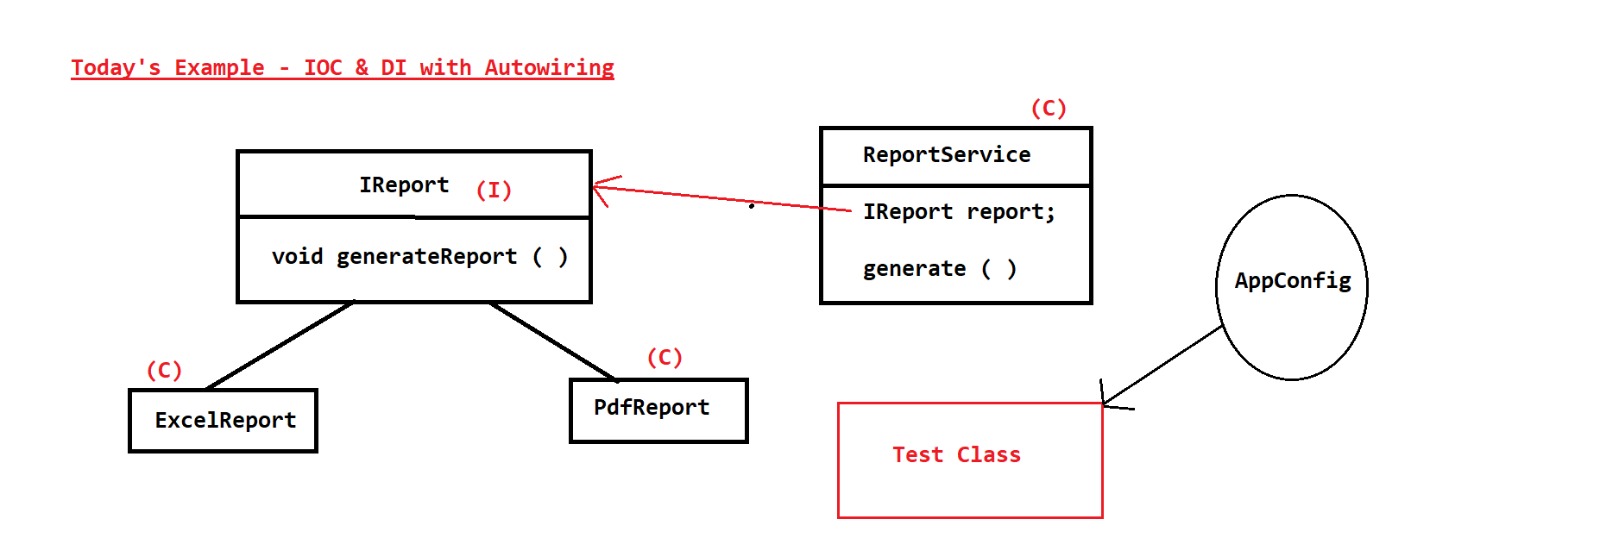 Today's Example - IOC & DI with Autowiring
(C)
ReportService
IReport (I)
IReport report;
void generateReport ( )
generate ( )
AppConfig
(C)
(C)
ExcelReport
PdfReport
Test Class